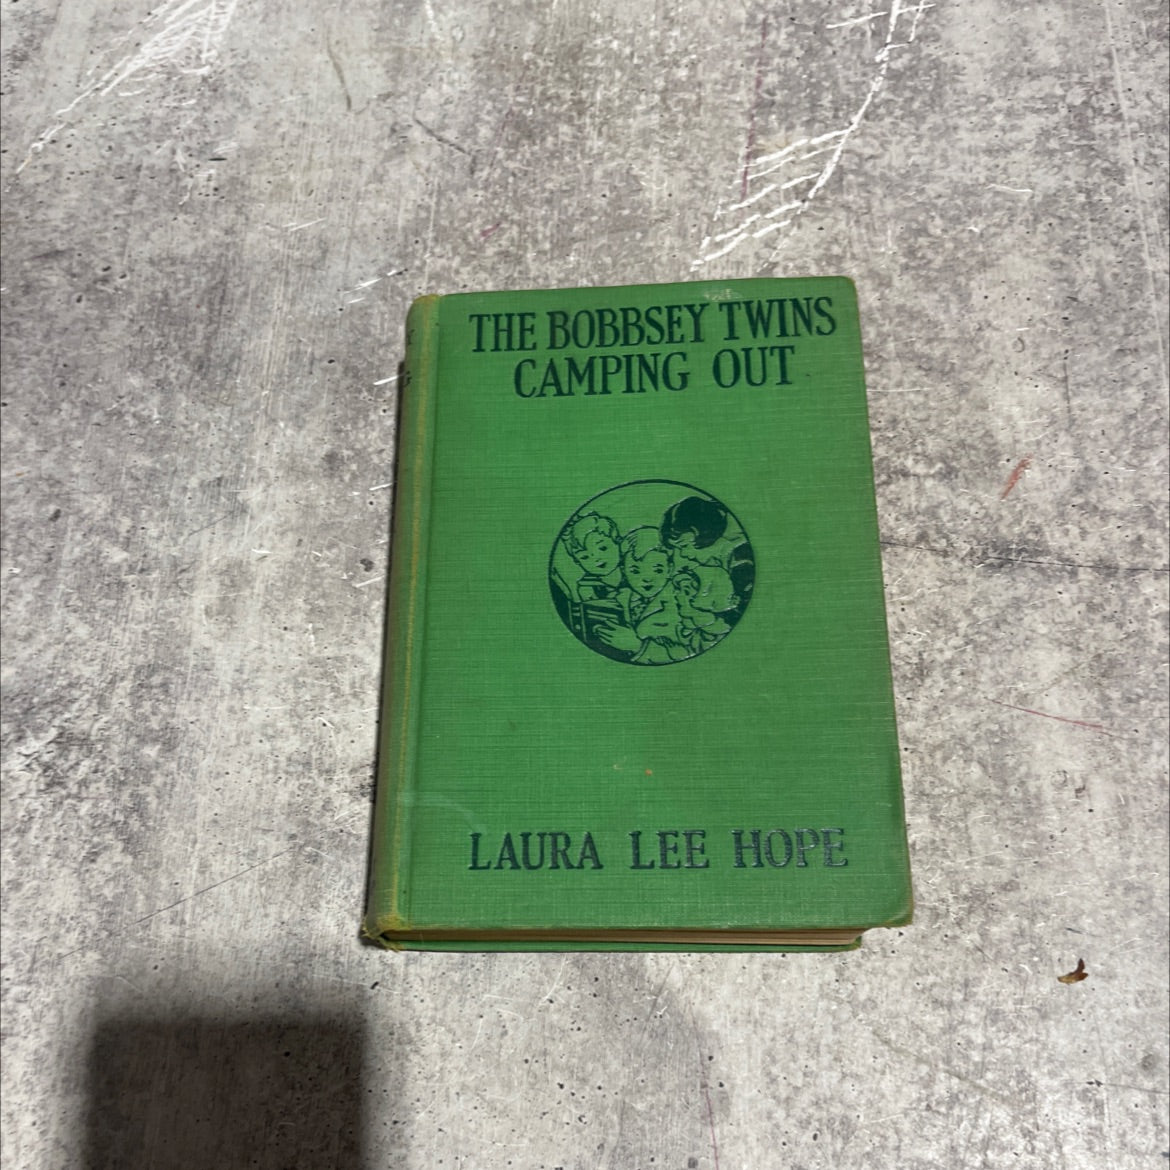 THE BOBBSEY TWINS
CAMPING OUT
LAURA LEE HOPE